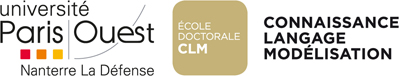 université
Paris Ouest
Nanterre La Défense
ÉCOLE
DOCTORALE
CLM
CONNAISSANCE
LANGAGE
MODÉLISATION